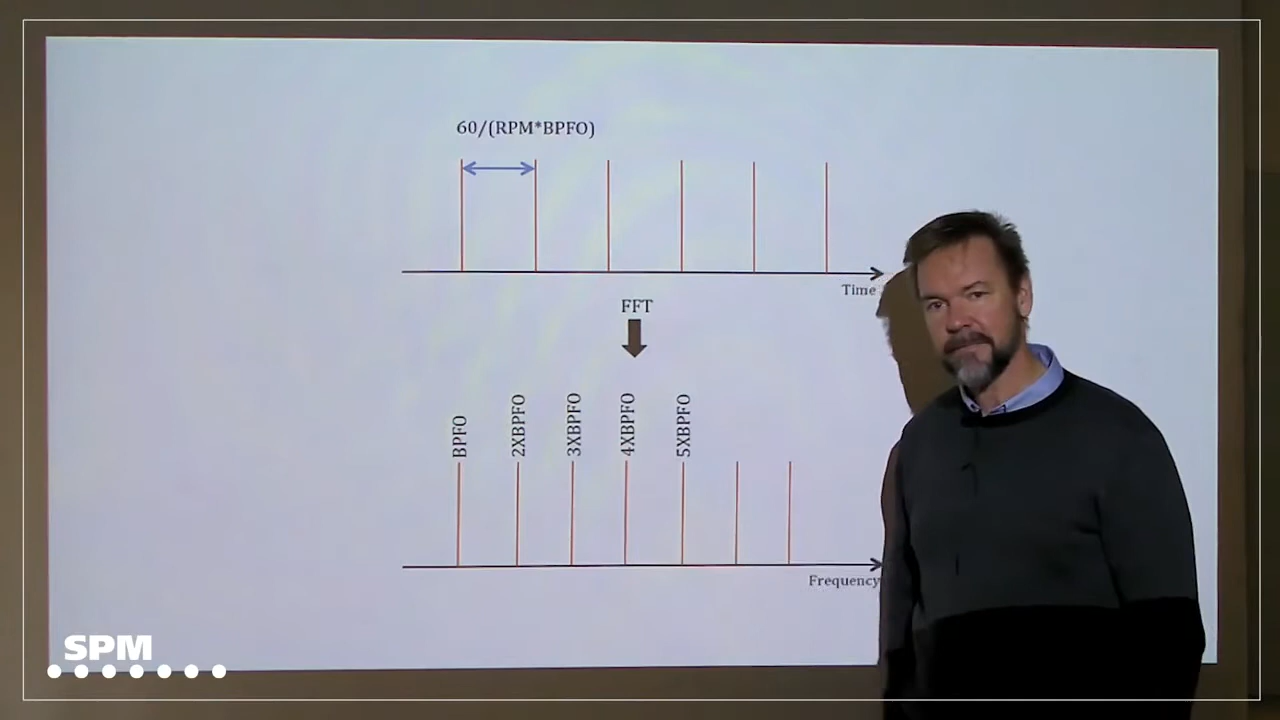 60/(RPM*BPFO)
Time
FFT
BPFO
2XBPFO
3XBPFO
4XBPFO
5XBPFO
Frequency
SPM